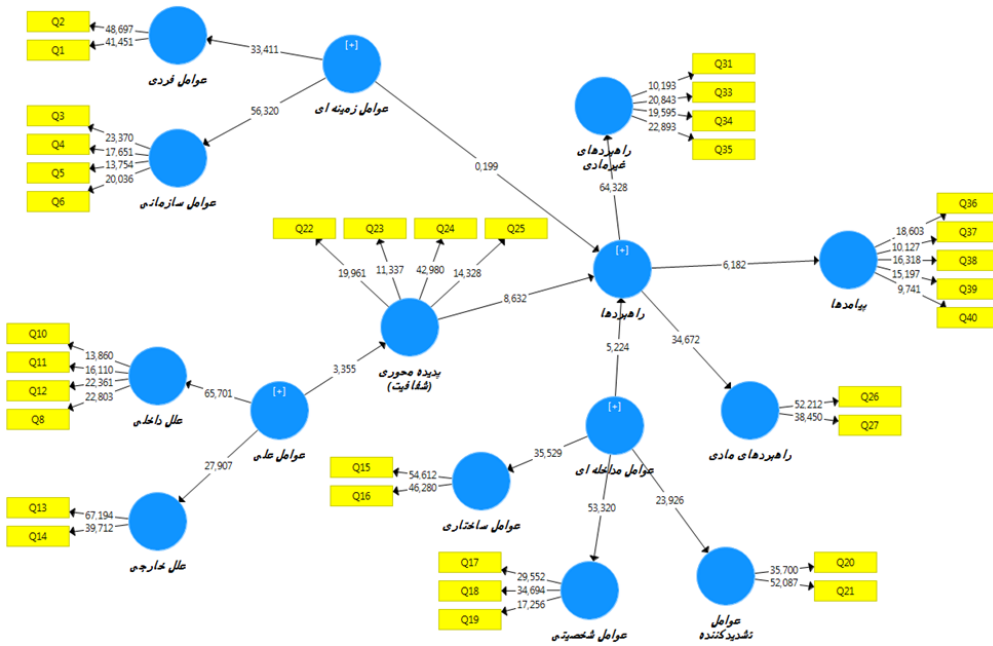 Q2
Q1
48,697
41,451
عوامل فردی
33,411
[+]
عوامل زمینه ای
56,320
0,199
Q3
Q4
Q5
Q6
23,370
17,651
13,754
20,036
عوامل سازمانی
Q31
Q33
Q34
Q35
10,193
20,843
19,595
22,893
راهبردهای
غیرمادی
64,328
Q22
Q23
Q24
Q25
19,961
11,337
42,980
14,328
پدیده محوری
(شفافیت)
8,632
[+]
راهبردها
6,182
Q36
Q37
Q38
Q39
Q40
18,603
10,127
16,318
15,197
9,741
پیامدها
34,672
5,224
3,355
Q10
Q11
Q12
Q8
13,860
16,110
22,361
22,803
علل داخلی
65,701
[+]
عوامل علی
27,907
Q13
Q14
67,194
39,712
علل خارجی
Q26
Q27
52,212
38,450
راهبردهای مادی
[+]
عوامل مداخله ای
35,529
53,320
23,926
Q15
Q16
54,612
46,280
عوامل ساختاری
Q17
Q18
Q19
29,552
34,694
17,256
عوامل شخصیتی
Q20
Q21
35,700
52,087
عوامل
تشدیدکننده